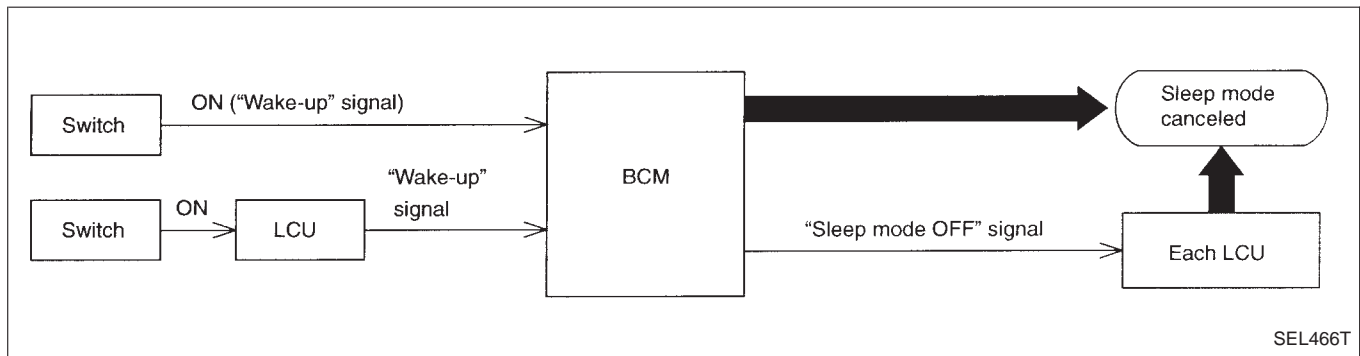 ON (“Wake-up” signal)
Switch
Sleep mode
canceled
BCM
“Wake-up”
signal
ON
Switch
LCU
“Sleep mode OFF” signal
Each LCU
SEL466T